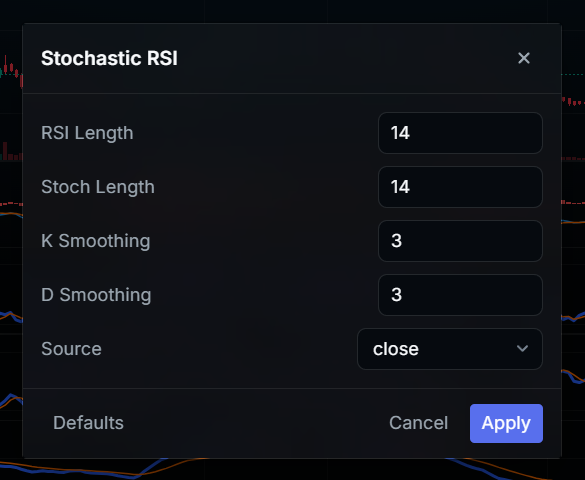 Stochastic RSI
RSI Length 14
Stoch Length 14
K Smoothing 3
D Smoothing 3
Source close
Defaults Cancel Apply